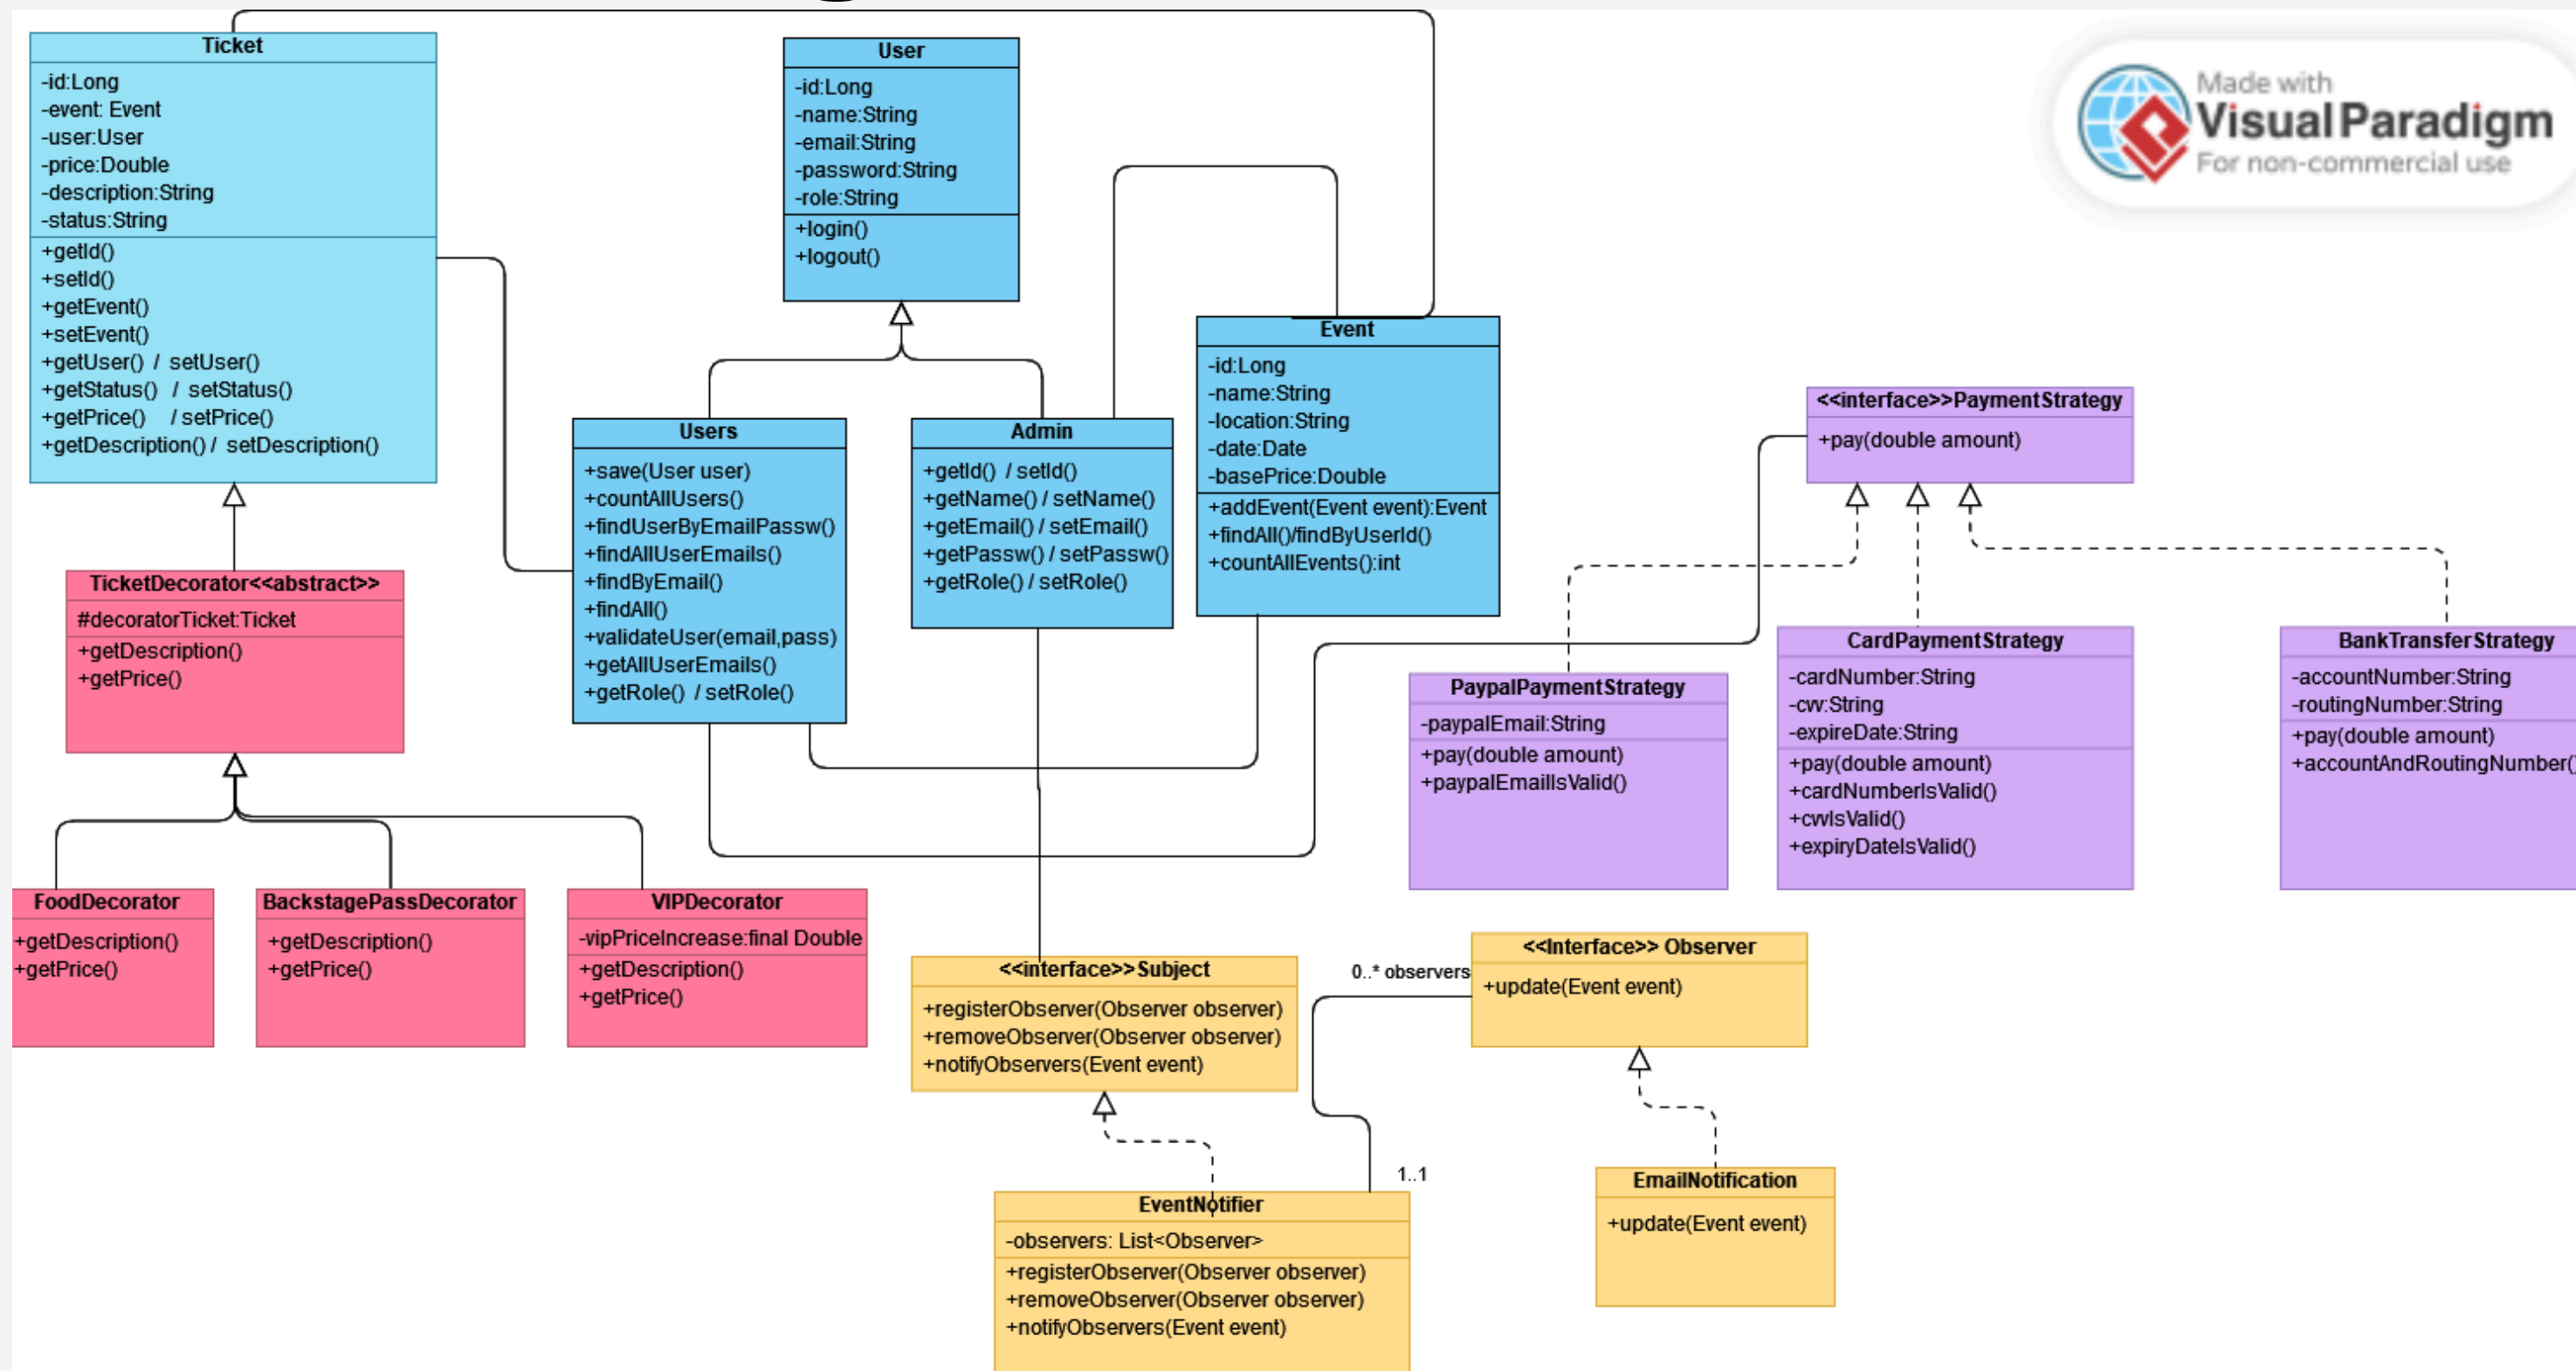 Ticket
-id:Long
-event: Event
-user:User
-price:Double
-description:String
-status:String
+getId()
+setId()
+getEvent()
+setEvent()
+getUser() / setUser()
+getStatus() / setStatus()
+getPrice() / setPrice()
+getDescription() / setDescription()
User
-id:Long
-name:String
-email:String
-password:String
-role:String
+login()
+logout()
Made with
Visual Paradigm
For non-commercial use
Event
-id:Long
-name:String
-location:String
-date:Date
-basePrice:Double
+addEvent(Event event):Event
+findAll()/findByUserId()
+countAllEvents():int
Users
+save(User user)
+countAllUsers()
+findUserByEmailPassw()
+findAllUserEmails()
+findByEmail()
+findAll()
+validateUser(email,pass)
+getAllUserEmails()
+getRole() / setRole()
Admin
+getId() / setId()
+getName() / setName()
+getEmail() / setEmail()
+getPassw() / setPassw()
+getRole() / setRole()
<<interface>>PaymentStrategy
+pay(double amount)
TicketDecorator<<abstract>>
#decoratorTicket:Ticket
+getDescription()
+getPrice()
PaypalPaymentStrategy
-paypalEmail:String
+pay(double amount)
+paypalEmailIsValid()
CardPaymentStrategy
-cardNumber:String
-cvv:String
-expireDate:String
+pay(double amount)
+cardNumberIsValid()
+cvvIsValid()
+expiryDateIsValid()
BankTransferStrategy
-accountNumber:String
-routingNumber:String
+pay(double amount)
+accountAndRoutingNumber()
FoodDecorator
+getDescription()
+getPrice()
BackstagePassDecorator
+getDescription()
+getPrice()
VIPDecorator
-vipPriceIncrease:final Double
+getDescription()
+getPrice()
<<interface>>Subject
+registerObserver(Observer observer)
+removeObserver(Observer observer)
+notifyObservers(Event event)
0..* observers
<<Interface>> Observer
+update(Event event)
1..1
EventNotifier
-observers: List<Observer>
+registerObserver(Observer observer)
+removeObserver(Observer observer)
+notifyObservers(Event event)
EmailNotification
+update(Event event)